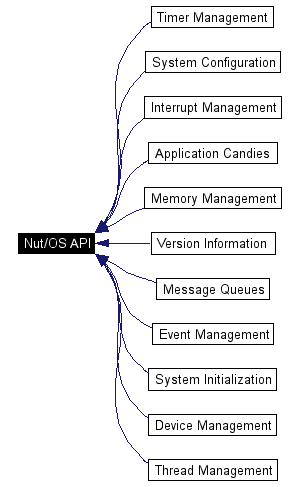 Timer Management
System Configuration
Interrupt Management
Application Candies
Memory Management
Nut/OS API
Version Information
Message Queues
Event Management
System Initialization
Device Management
Thread Management